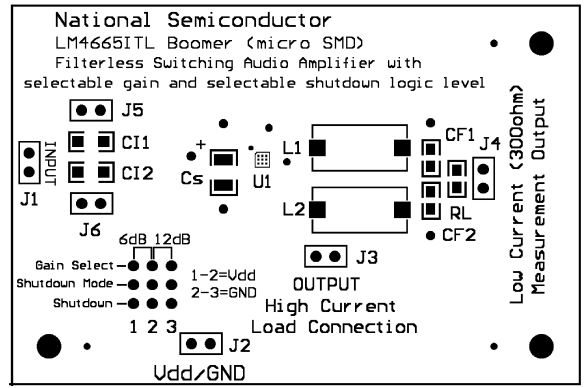 National Semiconductor
LM4665ITL Boomer (micro SMD)
Filterless Switching Audio Amplifier with
selectable gain and selectable shutdown logic level
J5
CI1
CI2
INPUT
J1
J6
+
Cs
U1
L1
L2
CF1
J4
RL
CF2
J3
OUTPUT
High Current
Load Connection
Low Current (300ohm)
Measurement Output
6dB 12dB
Gain Select
Shutdown Mode
Shutdown
1-2=Vdd
2-3=GND
1 2 3
J2
Vdd/GND